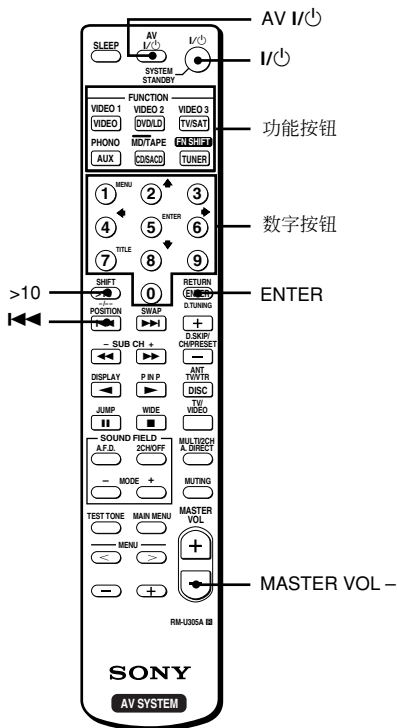 AV I/⏻
SLEEP
AV
I/⏻
I/⏻
I/⏻
SYSTEM
STANDBY
FUNCTION
VIDEO 1 VIDEO 2 VIDEO 3
VIDEO DVD/LD TV/SAT
功能按钮
PHONO MD/TAPE FN SHIFT
AUX CD/SACD TUNER
MENU
1 2 3
数字按钮
4 5 ENTER 6
TITLE
7 8 9
>10
SHIFT
0
RETURN
ENTER
ENTER
D.TUNING
POSITION SWAP
+
– SUB CH +
D.SKIP/
CH/PRESET
–
DISPLAY P IN P
ANT
TV/VTR
DISC
JUMP WIDE
TV/
VIDEO
SOUND FIELD
A.F.D. 2CH/OFF
MULTI/2CH
A. DIRECT
– MODE +
MUTING
TEST TONE MAIN MENU
MASTER
VOL
MENU
< >
+
– +
–
MASTER VOL –
RM-U305A
SONY
AV SYSTEM